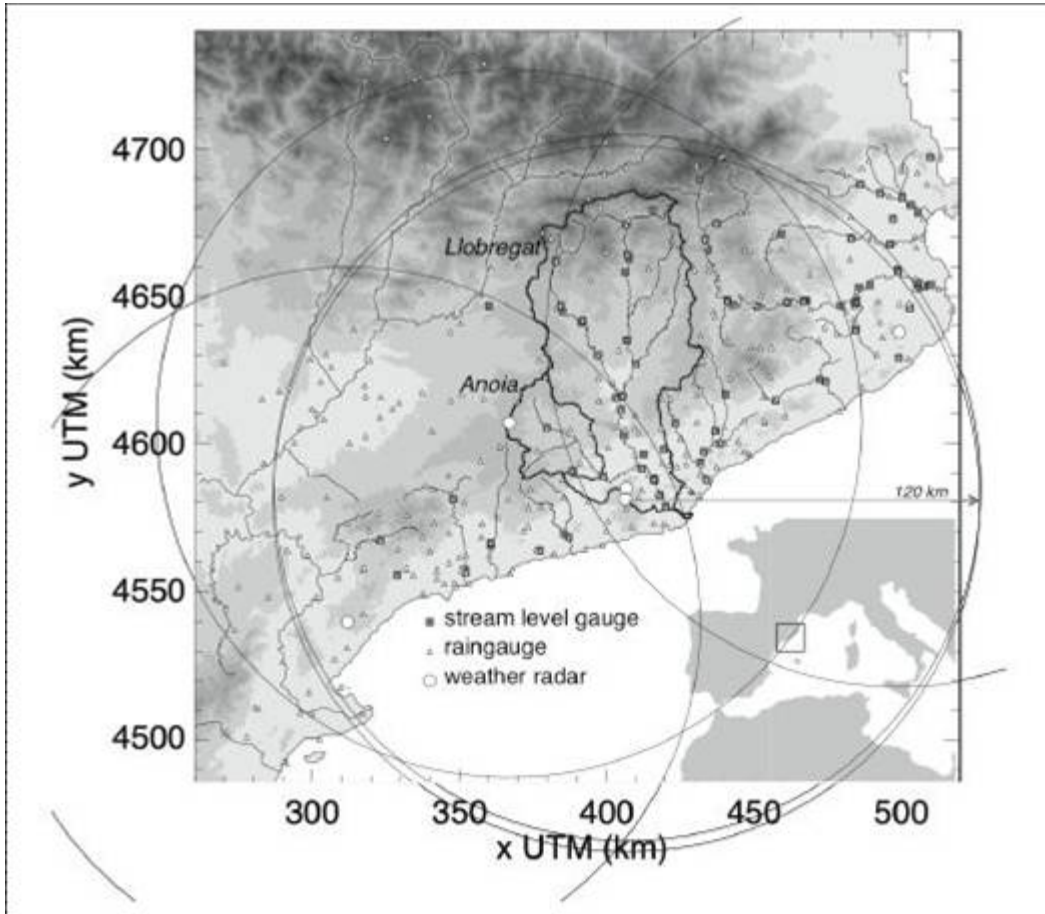 4700
Llobregat
4650
Anoia
4600
y UTM (km)
120 km
4550
stream level gauge
raingauge
weather radar
4500
300 350 400 450 500
x UTM (km)